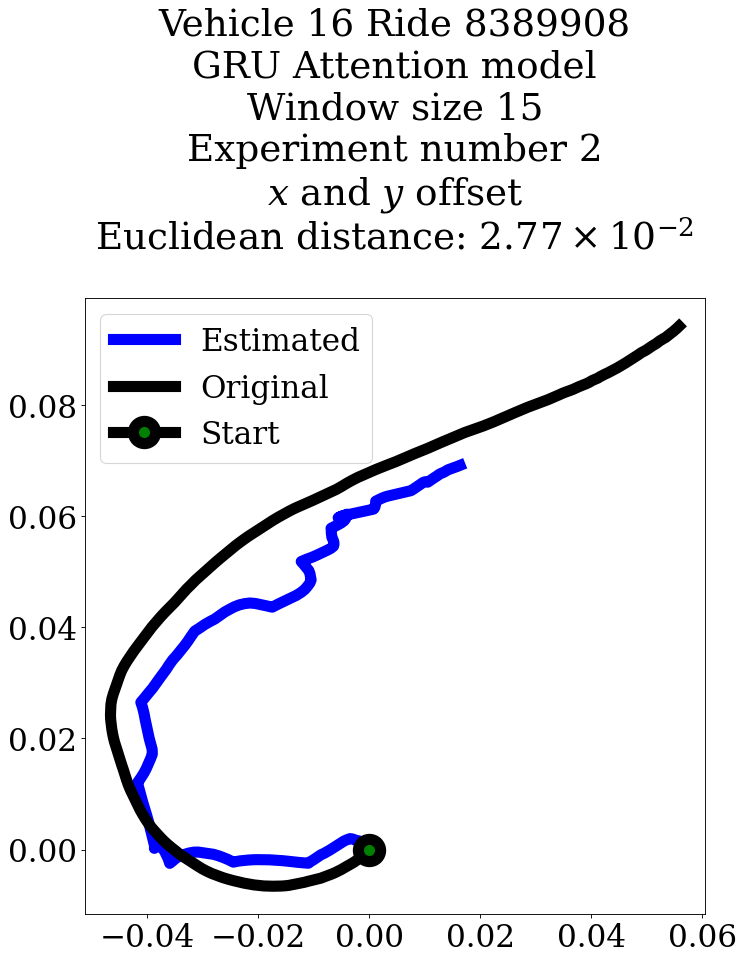 Vehicle 16 Ride 8389908
GRU Attention model
Window size 15
Experiment number 2
x and y offset
Euclidean distance: 2.77 × 10⁻²
Estimated
Original
Start
0.08
0.06
0.04
0.02
0.00
−0.04 −0.02 0.00 0.02 0.04 0.06